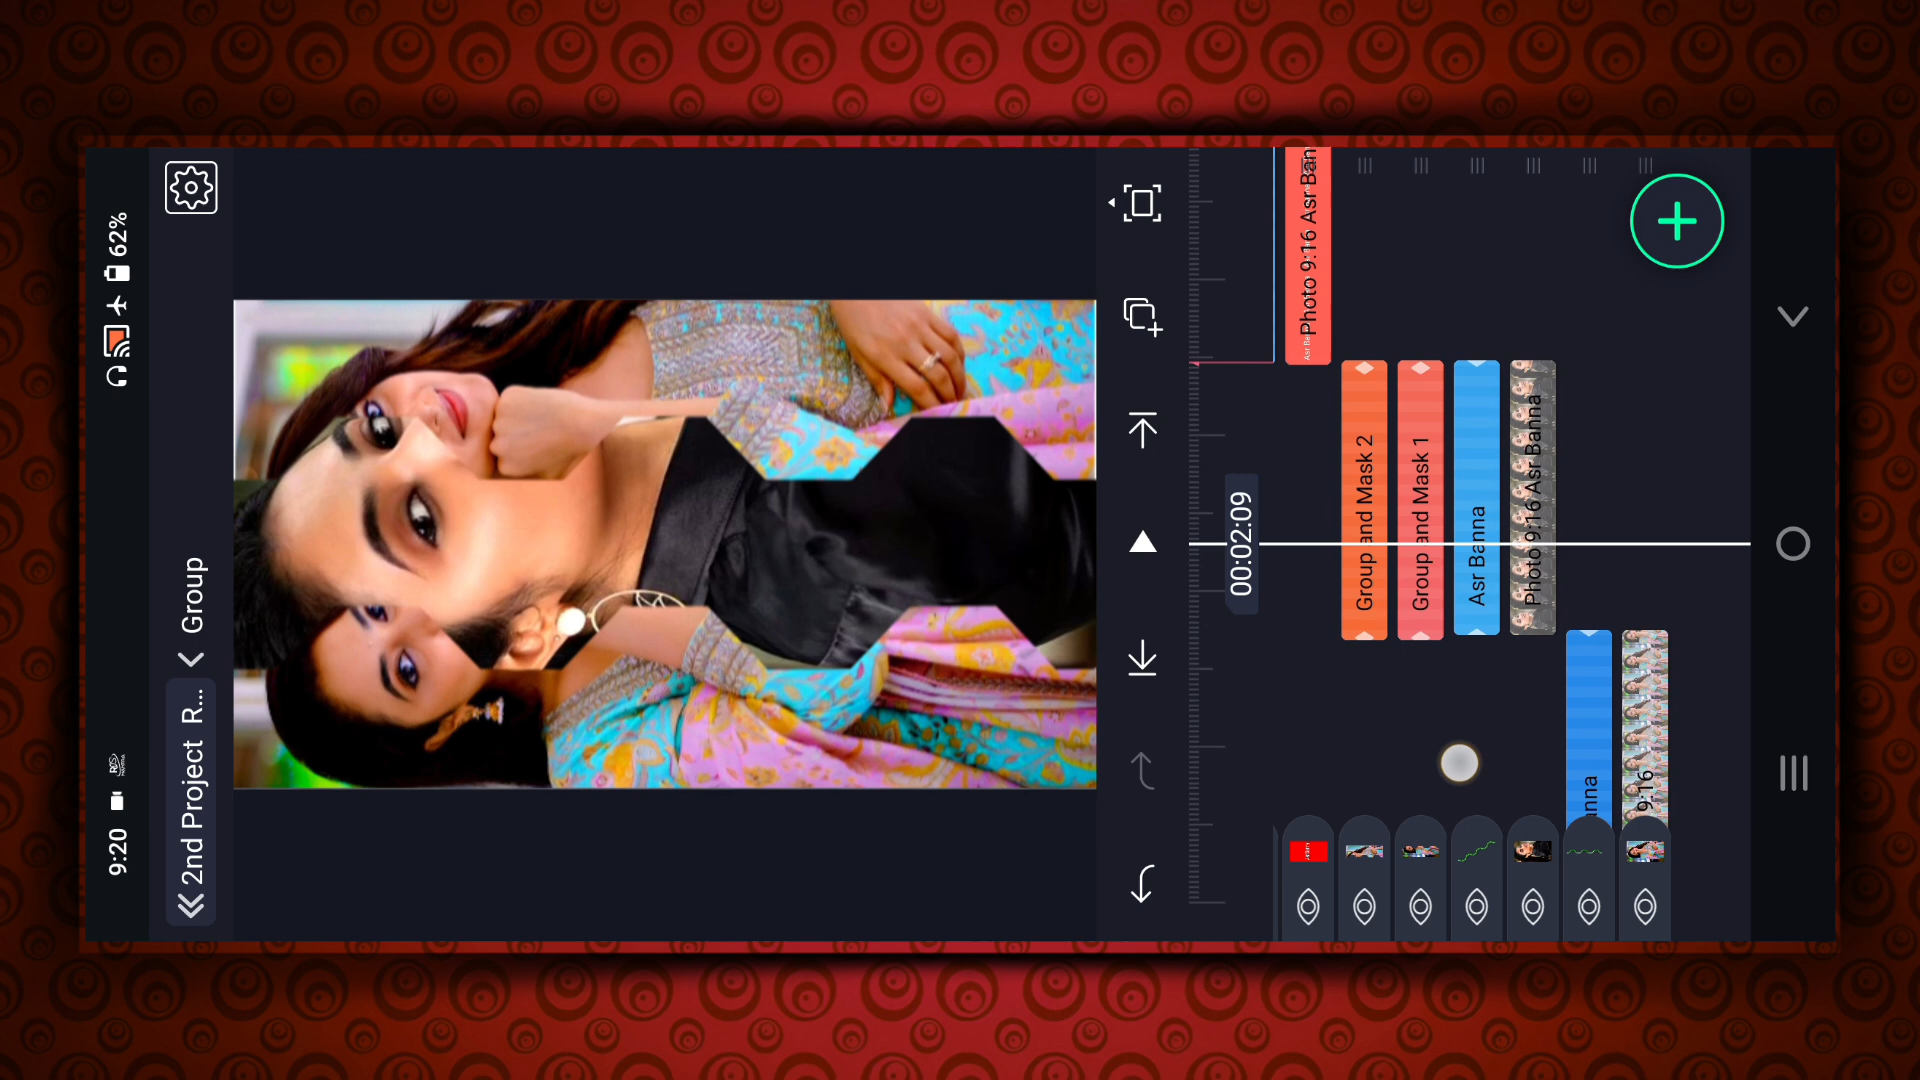 9:20
62%
2nd Project R...
Group
00:02:09
Photo 9:16 Asr Ban
Group and Mask 2
Group and Mask 1
Asr Banna
Photo 9:16 Asr Banna
nna
9:16